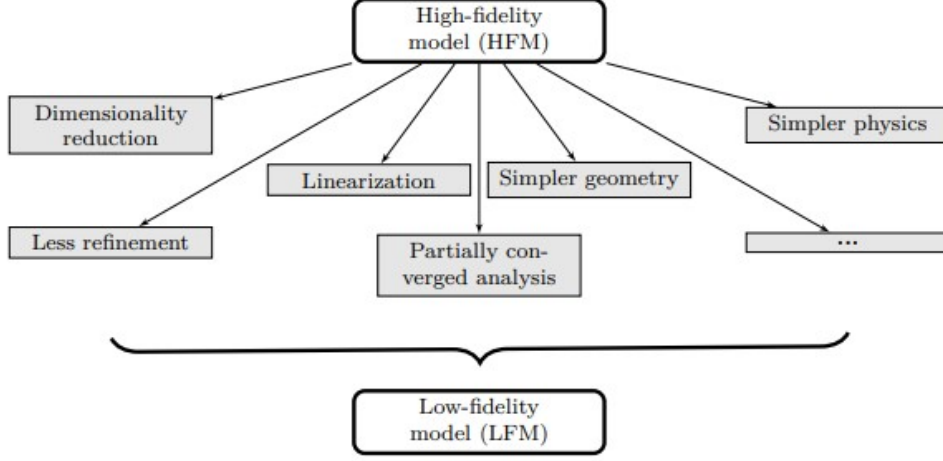 High-fidelity
model (HFM)
Dimensionality
reduction
Simpler physics
Linearization
Simpler geometry
Less refinement
Partially con-
verged analysis
...
Low-fidelity
model (LFM)